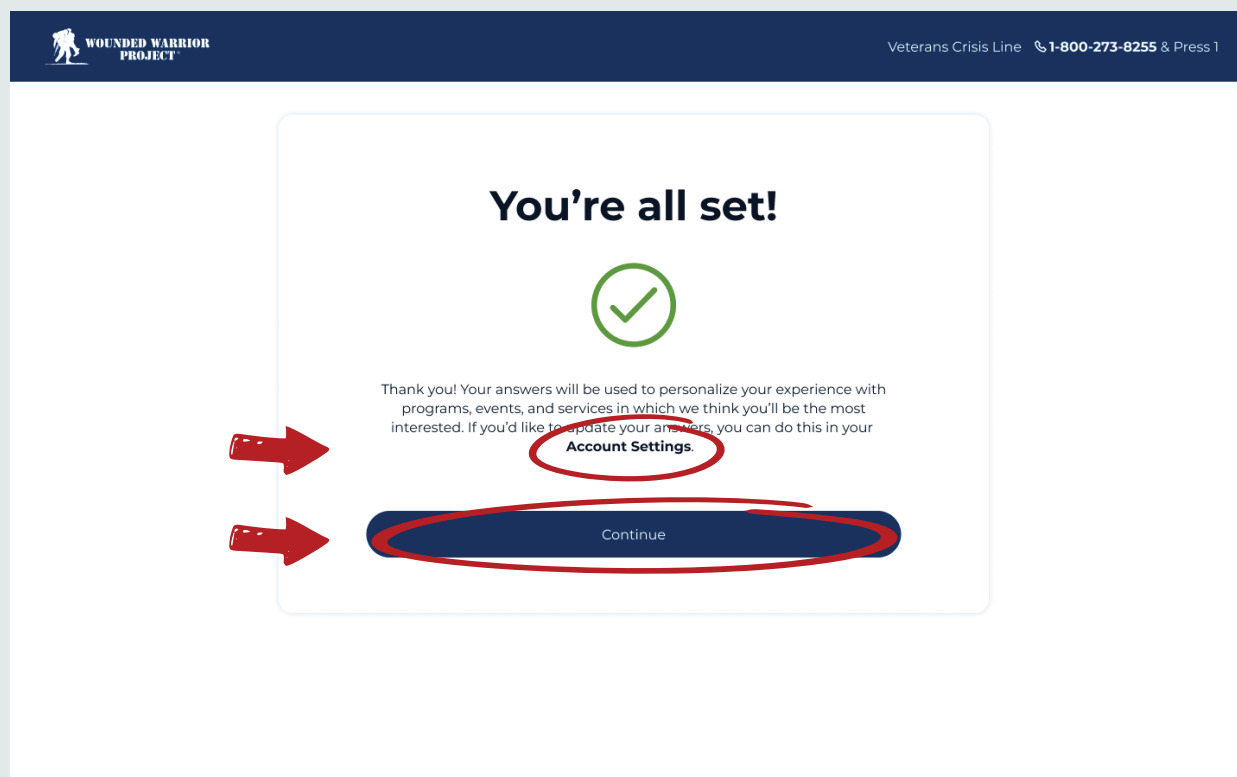 WOUNDED WARRIOR
PROJECT
Veterans Crisis Line 1-800-273-8255 & Press 1
You’re all set!
Thank you! Your answers will be used to personalize your experience with
programs, events, and services in which we think you’ll be the most
interested. If you’d like to update your answers, you can do this in your
Account Settings.
Continue